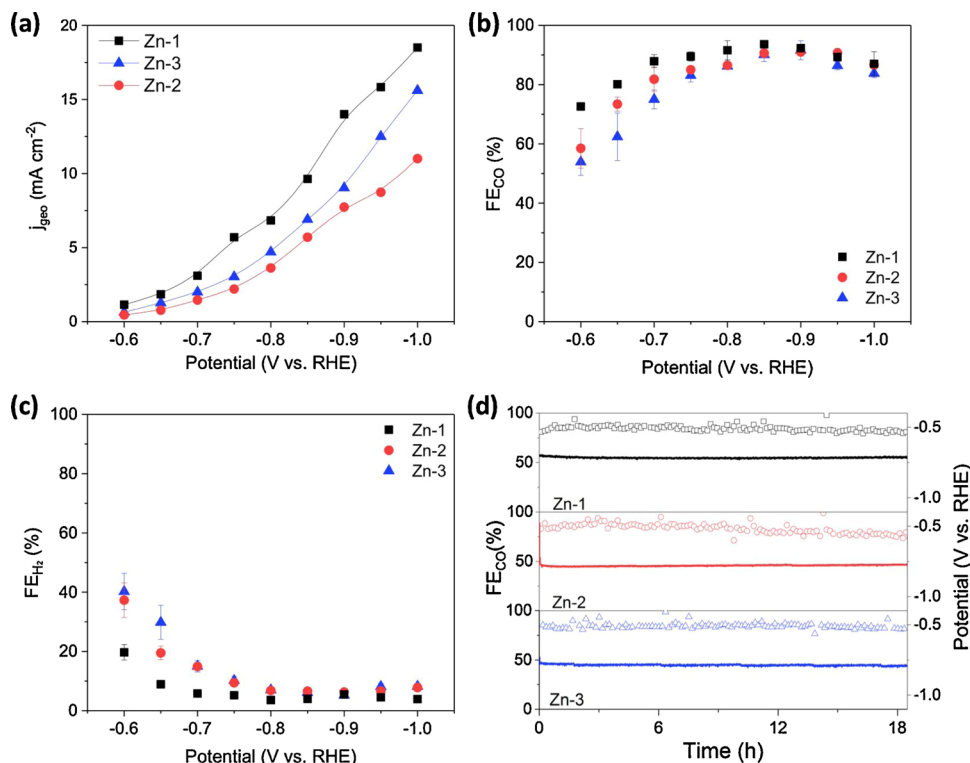 (a)
20
15
10
5
0
j_geo (mA cm⁻²)
Zn-1
Zn-3
Zn-2
-0.6 -0.7 -0.8 -0.9 -1.0
Potential (V vs. RHE)
(b)
100
80
60
40
20
0
FE_CO (%)
Zn-1
Zn-2
Zn-3
-0.6 -0.7 -0.8 -0.9 -1.0
Potential (V vs. RHE)
(c)
100
80
60
40
20
0
FE_H₂ (%)
Zn-1
Zn-2
Zn-3
-0.6 -0.7 -0.8 -0.9 -1.0
Potential (V vs. RHE)
(d)
100
-0.5
50
-1.0
Zn-1
100
-0.5
50
-1.0
Zn-2
100
-0.5
50
-1.0
Zn-3
FE_CO(%)
Potential (V vs. RHE)
0 6 12 18
Time (h)